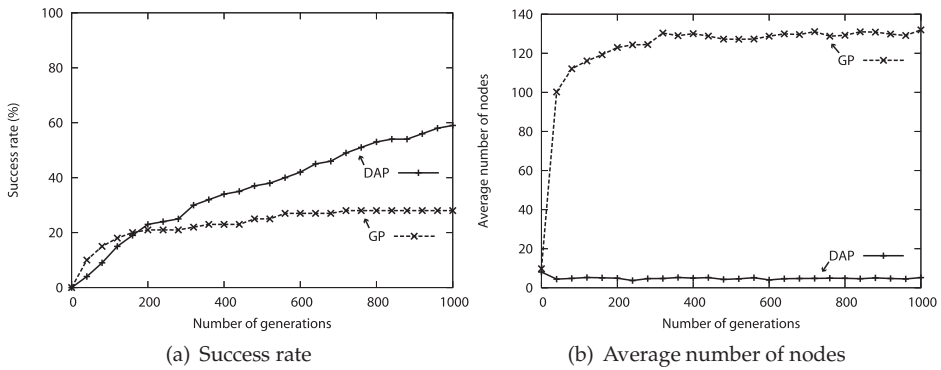 100
80
60
40
20
0
Success rate (%)
DAP
GP
0 200 400 600 800 1000
Number of generations
(a) Success rate
140
120
100
80
60
40
20
0
Average number of nodes
GP
DAP
0 200 400 600 800 1000
Number of generations
(b) Average number of nodes